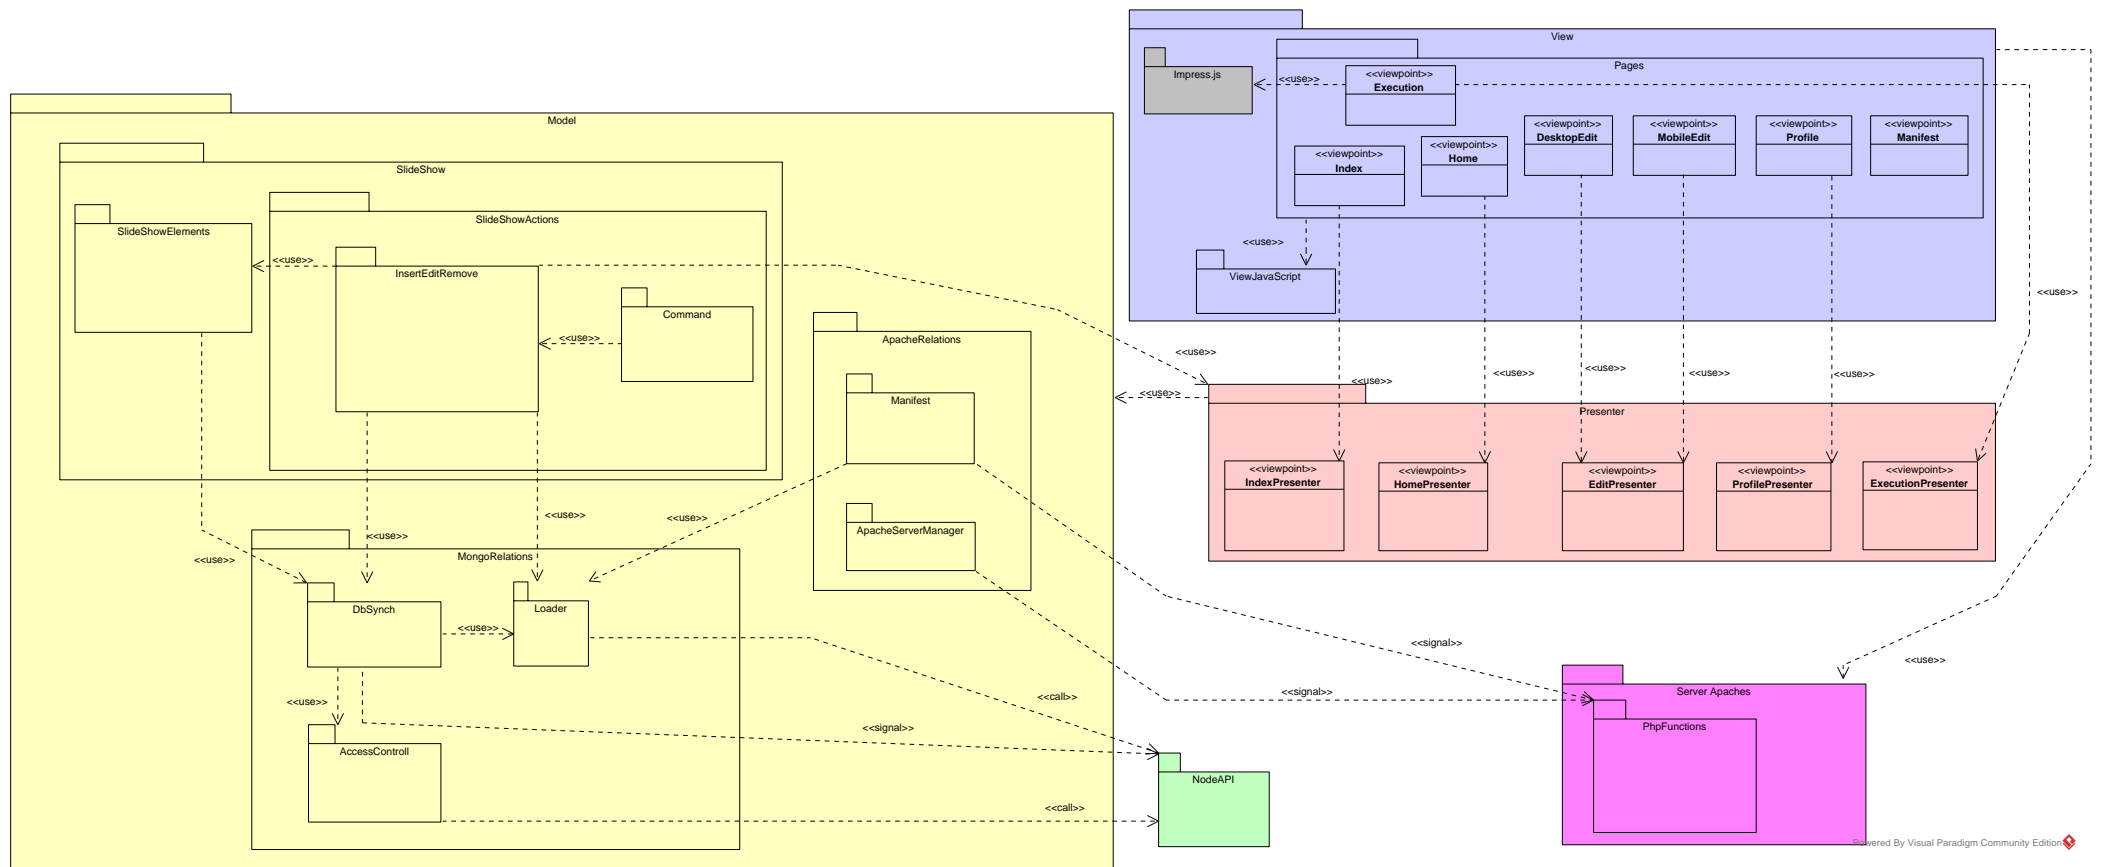 View
Pages
Impress.js
<<use>>
<<viewpoint>>
Execution
<<viewpoint>>
Index
<<viewpoint>>
Home
<<viewpoint>>
DesktopEdit
<<viewpoint>>
MobileEdit
<<viewpoint>>
Profile
<<viewpoint>>
Manifest
<<use>>
ViewJavaScript
<<use>>
Model
SlideShow
SlideShowElements
SlideShowActions
<<use>>
InsertEditRemove
Command
<<use>>
ApacheRelations
Manifest
ApacheServerManager
<<use>>
<<use>>
<<use>>
<<use>>
<<use>>
<<use>>
<<use>>
Presenter
<<viewpoint>>
IndexPresenter
<<viewpoint>>
HomePresenter
<<viewpoint>>
EditPresenter
<<viewpoint>>
ProfilePresenter
<<viewpoint>>
ExecutionPresenter
<<use>>
<<use>>
<<use>>
<<use>>
MongoRelations
DbSynch
Loader
<<use>>
<<use>>
AccessControll
<<signal>>
<<call>>
<<call>>
<<signal>>
<<signal>>
<<use>>
NodeAPI
Server Apaches
PhpFunctions
Powered By Visual Paradigm Community Edition